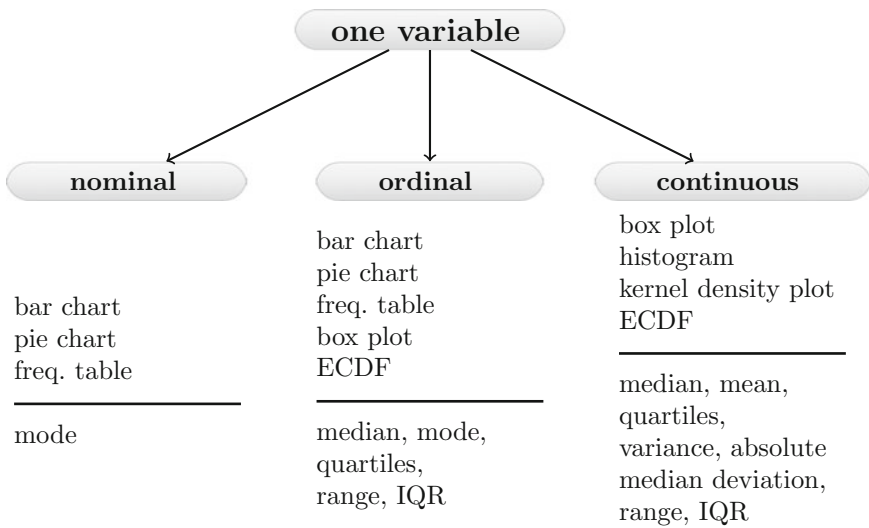 one variable
nominal
bar chart
pie chart
freq. table
mode
ordinal
bar chart
pie chart
freq. table
box plot
ECDF
median, mode,
quartiles,
range, IQR
continuous
box plot
histogram
kernel density plot
ECDF
median, mean,
quartiles,
variance, absolute
median deviation,
range, IQR